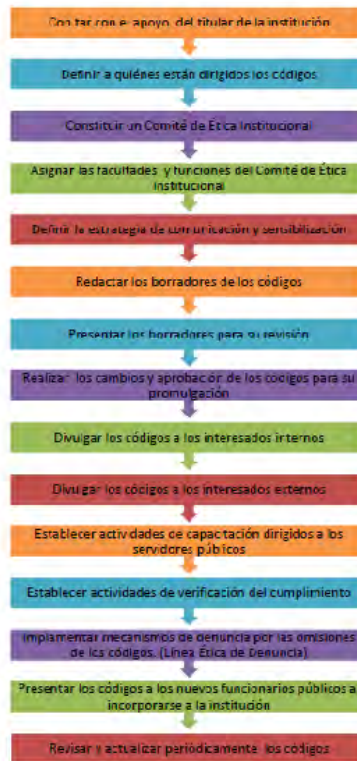 Contar con el apoyo del titular de la institución
Definir a quiénes están dirigidos los códigos
Constituir un Comité de Ética Institucional
Asignar las facultades y funciones del Comité de Ética
Institucional
Definir la estrategia de comunicación y sensibilización
Redactar los borradores de los códigos
Presentar los borradores para su revisión
Realizar los cambios y aprobación de los códigos para su
promulgación
Divulgar los códigos a los interesados internos
Divulgar los códigos a los interesados externos
Establecer actividades de capacitación dirigidos a los
servidores públicos
Establecer actividades de verificación del cumplimiento
Implementar mecanismos de denuncia por las omisiones
de los códigos. (Línea Ética de Denuncia)
Presentar los códigos a los nuevos funcionarios públicos a
incorporarse a la institución
Revisar y actualizar periódicamente los códigos